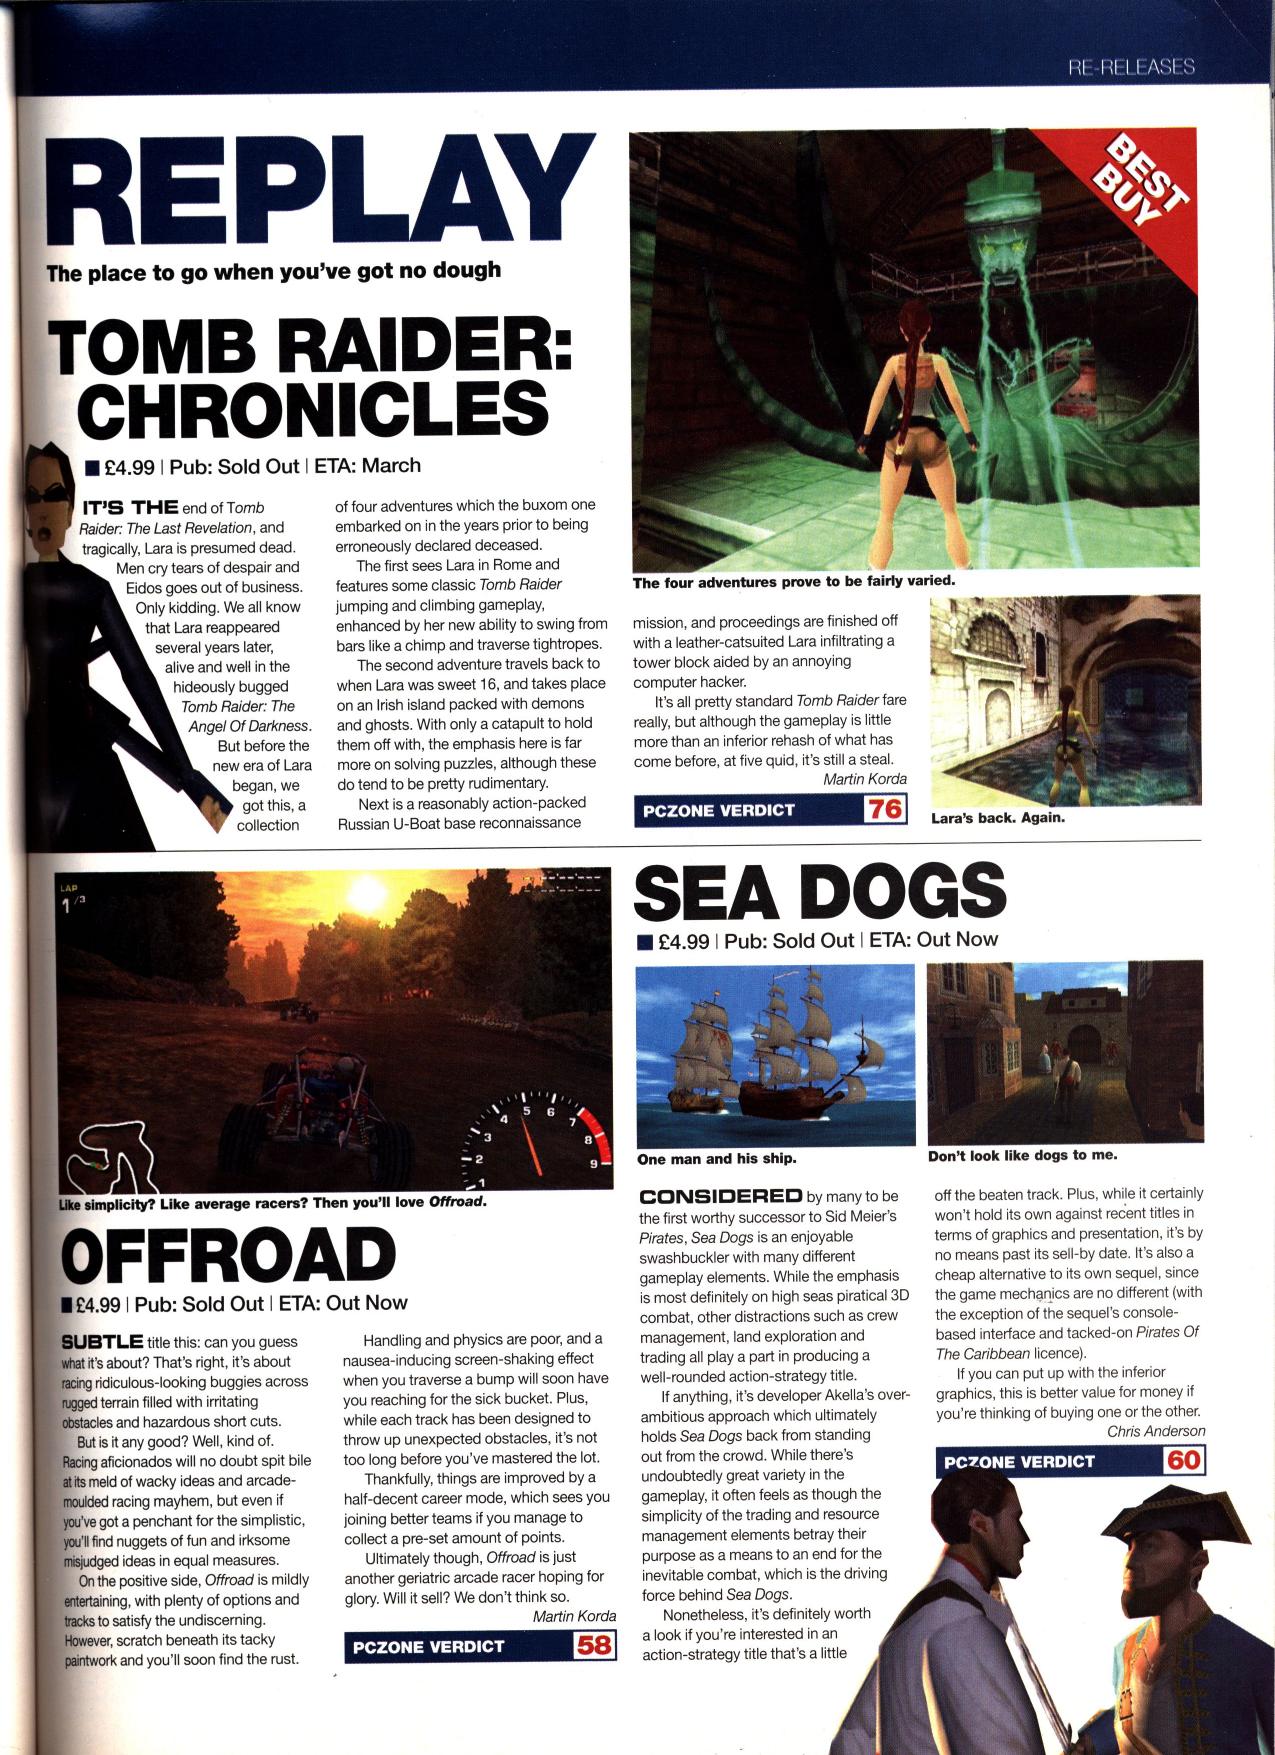 RE-RELEASES
REPLAY
The place to go when you've got no dough
TOMB RAIDER:
CHRONICLES
£4.99 | Pub: Sold Out | ETA: March
IT'S THE end of Tomb
Raider: The Last Revelation, and
tragically, Lara is presumed dead.
Men cry tears of despair and
Eidos goes out of business.
Only kidding. We all know
that Lara reappeared
several years later,
alive and well in the
hideously bugged
Tomb Raider: The
Angel Of Darkness.
But before the
new era of Lara
began, we
got this, a
collection
of four adventures which the buxom one
embarked on in the years prior to being
erroneously declared deceased.
The first sees Lara in Rome and
features some classic Tomb Raider
jumping and climbing gameplay,
enhanced by her new ability to swing from
bars like a chimp and traverse tightropes.
The second adventure travels back to
when Lara was sweet 16, and takes place
on an Irish island packed with demons
and ghosts. With only a catapult to hold
them off with, the emphasis here is far
more on solving puzzles, although these
do tend to be pretty rudimentary.
Next is a reasonably action-packed
Russian U-Boat base reconnaissance
BEST
BUY
The four adventures prove to be fairly varied.
mission, and proceedings are finished off
with a leather-catsuited Lara infiltrating a
tower block aided by an annoying
computer hacker.
It's all pretty standard Tomb Raider fare
really, but although the gameplay is little
more than an inferior rehash of what has
come before, at five quid, it's still a steal.
Martin Korda
PCZONE VERDICT 76
Lara's back. Again.
LAP
1/3
1 2 3 4 5 6 7 8 9
Like simplicity? Like average racers? Then you'll love Offroad.
OFFROAD
£4.99 | Pub: Sold Out | ETA: Out Now
SUBTLE title this: can you guess
what it's about? That's right, it's about
racing ridiculous-looking buggies across
rugged terrain filled with irritating
obstacles and hazardous short cuts.
But is it any good? Well, kind of.
Racing aficionados will no doubt spit bile
at its meld of wacky ideas and arcade-
moulded racing mayhem, but even if
you've got a penchant for the simplistic,
you'll find nuggets of fun and irksome
misjudged ideas in equal measures.
On the positive side, Offroad is mildly
entertaining, with plenty of options and
tracks to satisfy the undiscerning.
However, scratch beneath its tacky
paintwork and you'll soon find the rust.
Handling and physics are poor, and a
nausea-inducing screen-shaking effect
when you traverse a bump will soon have
you reaching for the sick bucket. Plus,
while each track has been designed to
throw up unexpected obstacles, it's not
too long before you've mastered the lot.
Thankfully, things are improved by a
half-decent career mode, which sees you
joining better teams if you manage to
collect a pre-set amount of points.
Ultimately though, Offroad is just
another geriatric arcade racer hoping for
glory. Will it sell? We don't think so.
Martin Korda
PCZONE VERDICT 58
SEA DOGS
£4.99 | Pub: Sold Out | ETA: Out Now
One man and his ship.
Don't look like dogs to me.
CONSIDERED by many to be
the first worthy successor to Sid Meier's
Pirates, Sea Dogs is an enjoyable
swashbuckler with many different
gameplay elements. While the emphasis
is most definitely on high seas piratical 3D
combat, other distractions such as crew
management, land exploration and
trading all play a part in producing a
well-rounded action-strategy title.
If anything, it's developer Akella's over-
ambitious approach which ultimately
holds Sea Dogs back from standing
out from the crowd. While there's
undoubtedly great variety in the
gameplay, it often feels as though the
simplicity of the trading and resource
management elements betray their
purpose as a means to an end for the
inevitable combat, which is the driving
force behind Sea Dogs.
Nonetheless, it's definitely worth
a look if you're interested in an
action-strategy title that's a little
off the beaten track. Plus, while it certainly
won't hold its own against recent titles in
terms of graphics and presentation, it's by
no means past its sell-by date. It's also a
cheap alternative to its own sequel, since
the game mechanics are no different (with
the exception of the sequel's console-
based interface and tacked-on Pirates Of
The Caribbean licence).
If you can put up with the inferior
graphics, this is better value for money if
you're thinking of buying one or the other.
Chris Anderson
PCZONE VERDICT 60